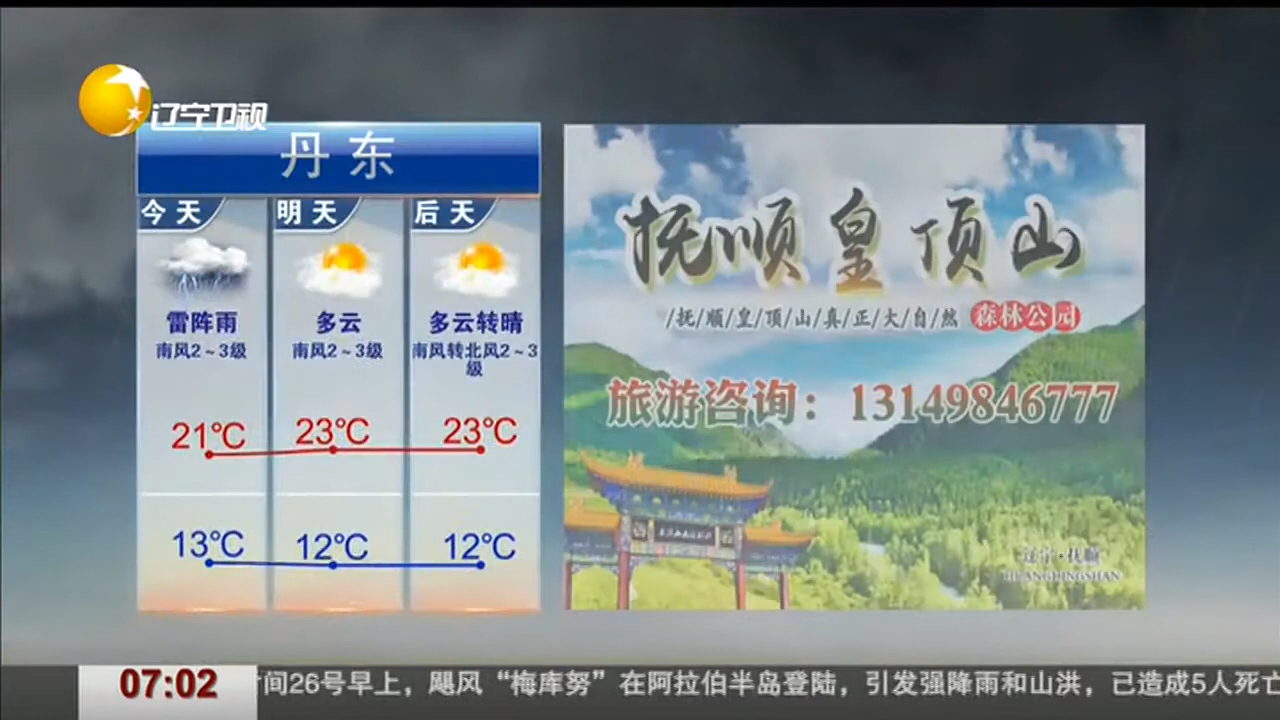 辽宁卫视
丹东
今天
明天
后天
雷阵雨
多云
多云转晴
南风2～3级
南风2～3级
南风转北风2～3
级
21℃
23℃
23℃
13℃
12℃
12℃
抚顺皇顶山
/抚/顺/皇/顶/山/真/正/大/自/然
森林公园
旅游咨询：13149846777
辽宁·抚顺
HUANGDINGSHAN
07:02
间26号早上，飓风“梅库努”在阿拉伯半岛登陆，引发强降雨和山洪，已造成5人死亡